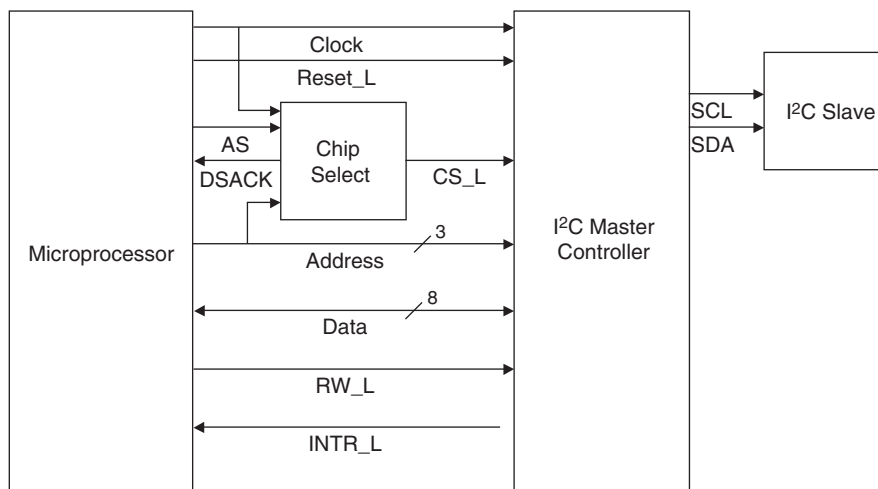 Clock
Reset_L
AS
DSACK
Chip
Select
CS_L
SCL
SDA
I²C Slave
Microprocessor
3
Address
I²C Master
Controller
8
Data
RW_L
INTR_L